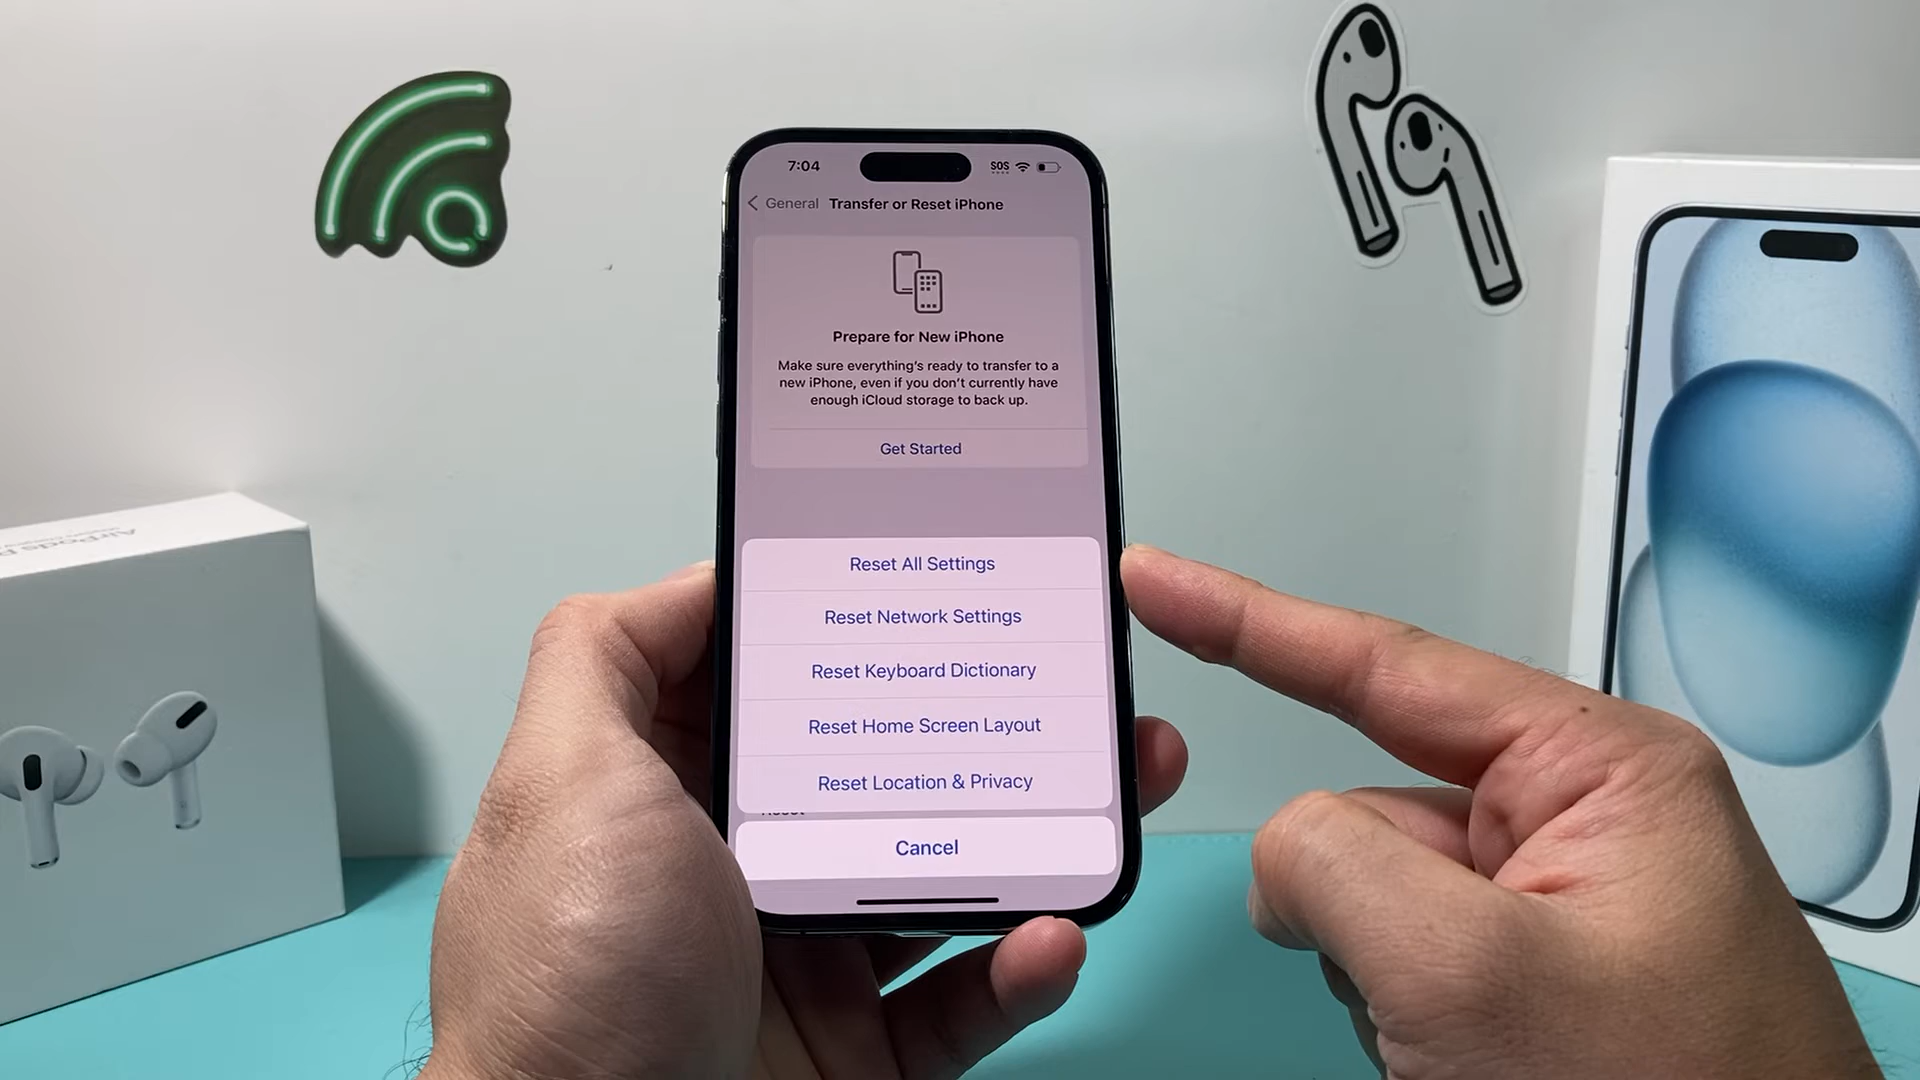 7:04
SOS
General
Transfer or Reset iPhone
Prepare for New iPhone
Make sure everything's ready to transfer to a
new iPhone, even if you don't currently have
enough iCloud storage to back up.
Get Started
Reset All Settings
Reset Network Settings
Reset Keyboard Dictionary
Reset Home Screen Layout
Reset Location & Privacy
Reset
Cancel
AirPods